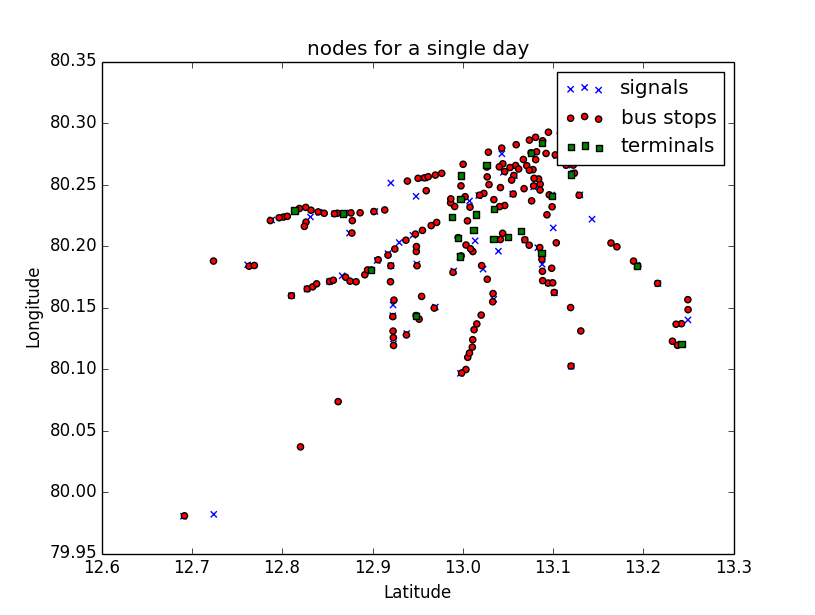 nodes for a single day
signals
bus stops
terminals
80.35
80.30
80.25
80.20
80.15
80.10
80.05
80.00
79.95
Longitude
12.6 12.7 12.8 12.9 13.0 13.1 13.2 13.3
Latitude